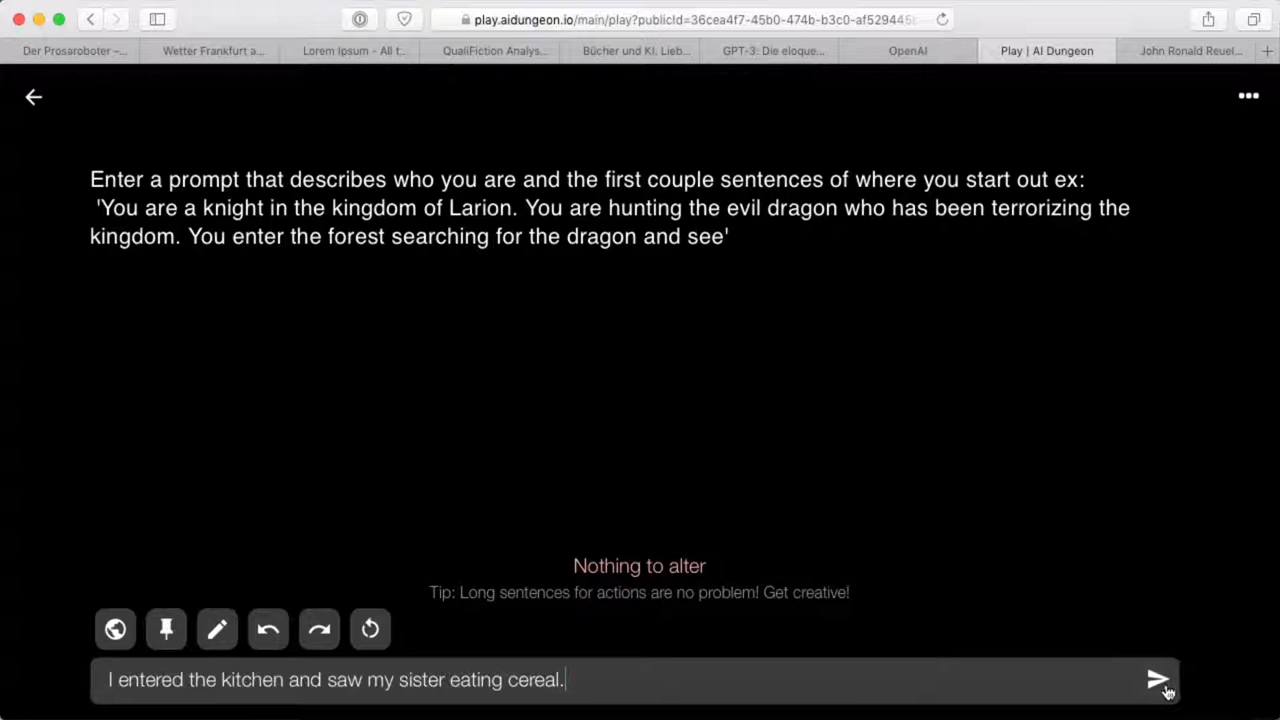 play.aidungeon.io/main/play?publicId=36cea4f7-45b0-474b-b3c0-af529445
Der Prosaroboter –...
Wetter Frankfurt a...
Lorem Ipsum - All t...
QualiFiction Analys...
Bücher und KI. Lieb...
GPT-3: Die eloque...
OpenAI
Play | AI Dungeon
John Ronald Reuel...
Enter a prompt that describes who you are and the first couple sentences of where you start out ex:
'You are a knight in the kingdom of Larion. You are hunting the evil dragon who has been terrorizing the
kingdom. You enter the forest searching for the dragon and see'
Nothing to alter
Tip: Long sentences for actions are no problem! Get creative!
I entered the kitchen and saw my sister eating cereal.